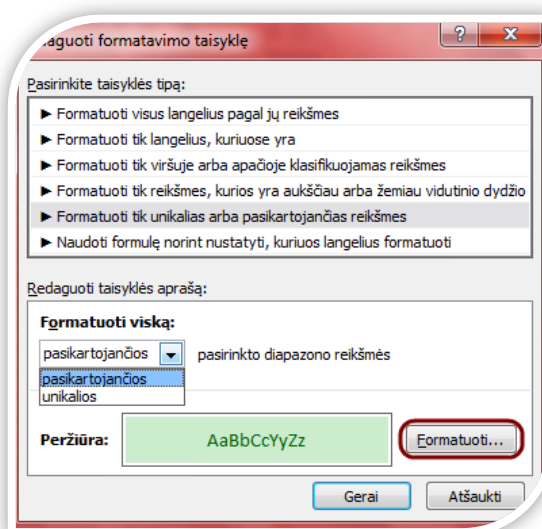 daguoti formatavimo taisyklę
Pasirinkite taisyklės tipą:
► Formatuoti visus langelius pagal jų reikšmes
► Formatuoti tik langelius, kuriuose yra
► Formatuoti tik viršuje arba apačioje klasifikuojamas reikšmes
► Formatuoti tik reikšmes, kurios yra aukščiau arba žemiau vidutinio dydžio
► Formatuoti tik unikalias arba pasikartojančias reikšmes
► Naudoti formulę norint nustatyti, kuriuos langelius formatuoti
Redaguoti taisyklės aprašą:
Formatuoti viską:
pasikartojančios pasirinkto diapazono reikšmės
pasikartojančios
unikalios
Peržiūra: AaBbCcYyZz Formatuoti...
Gerai Atšaukti